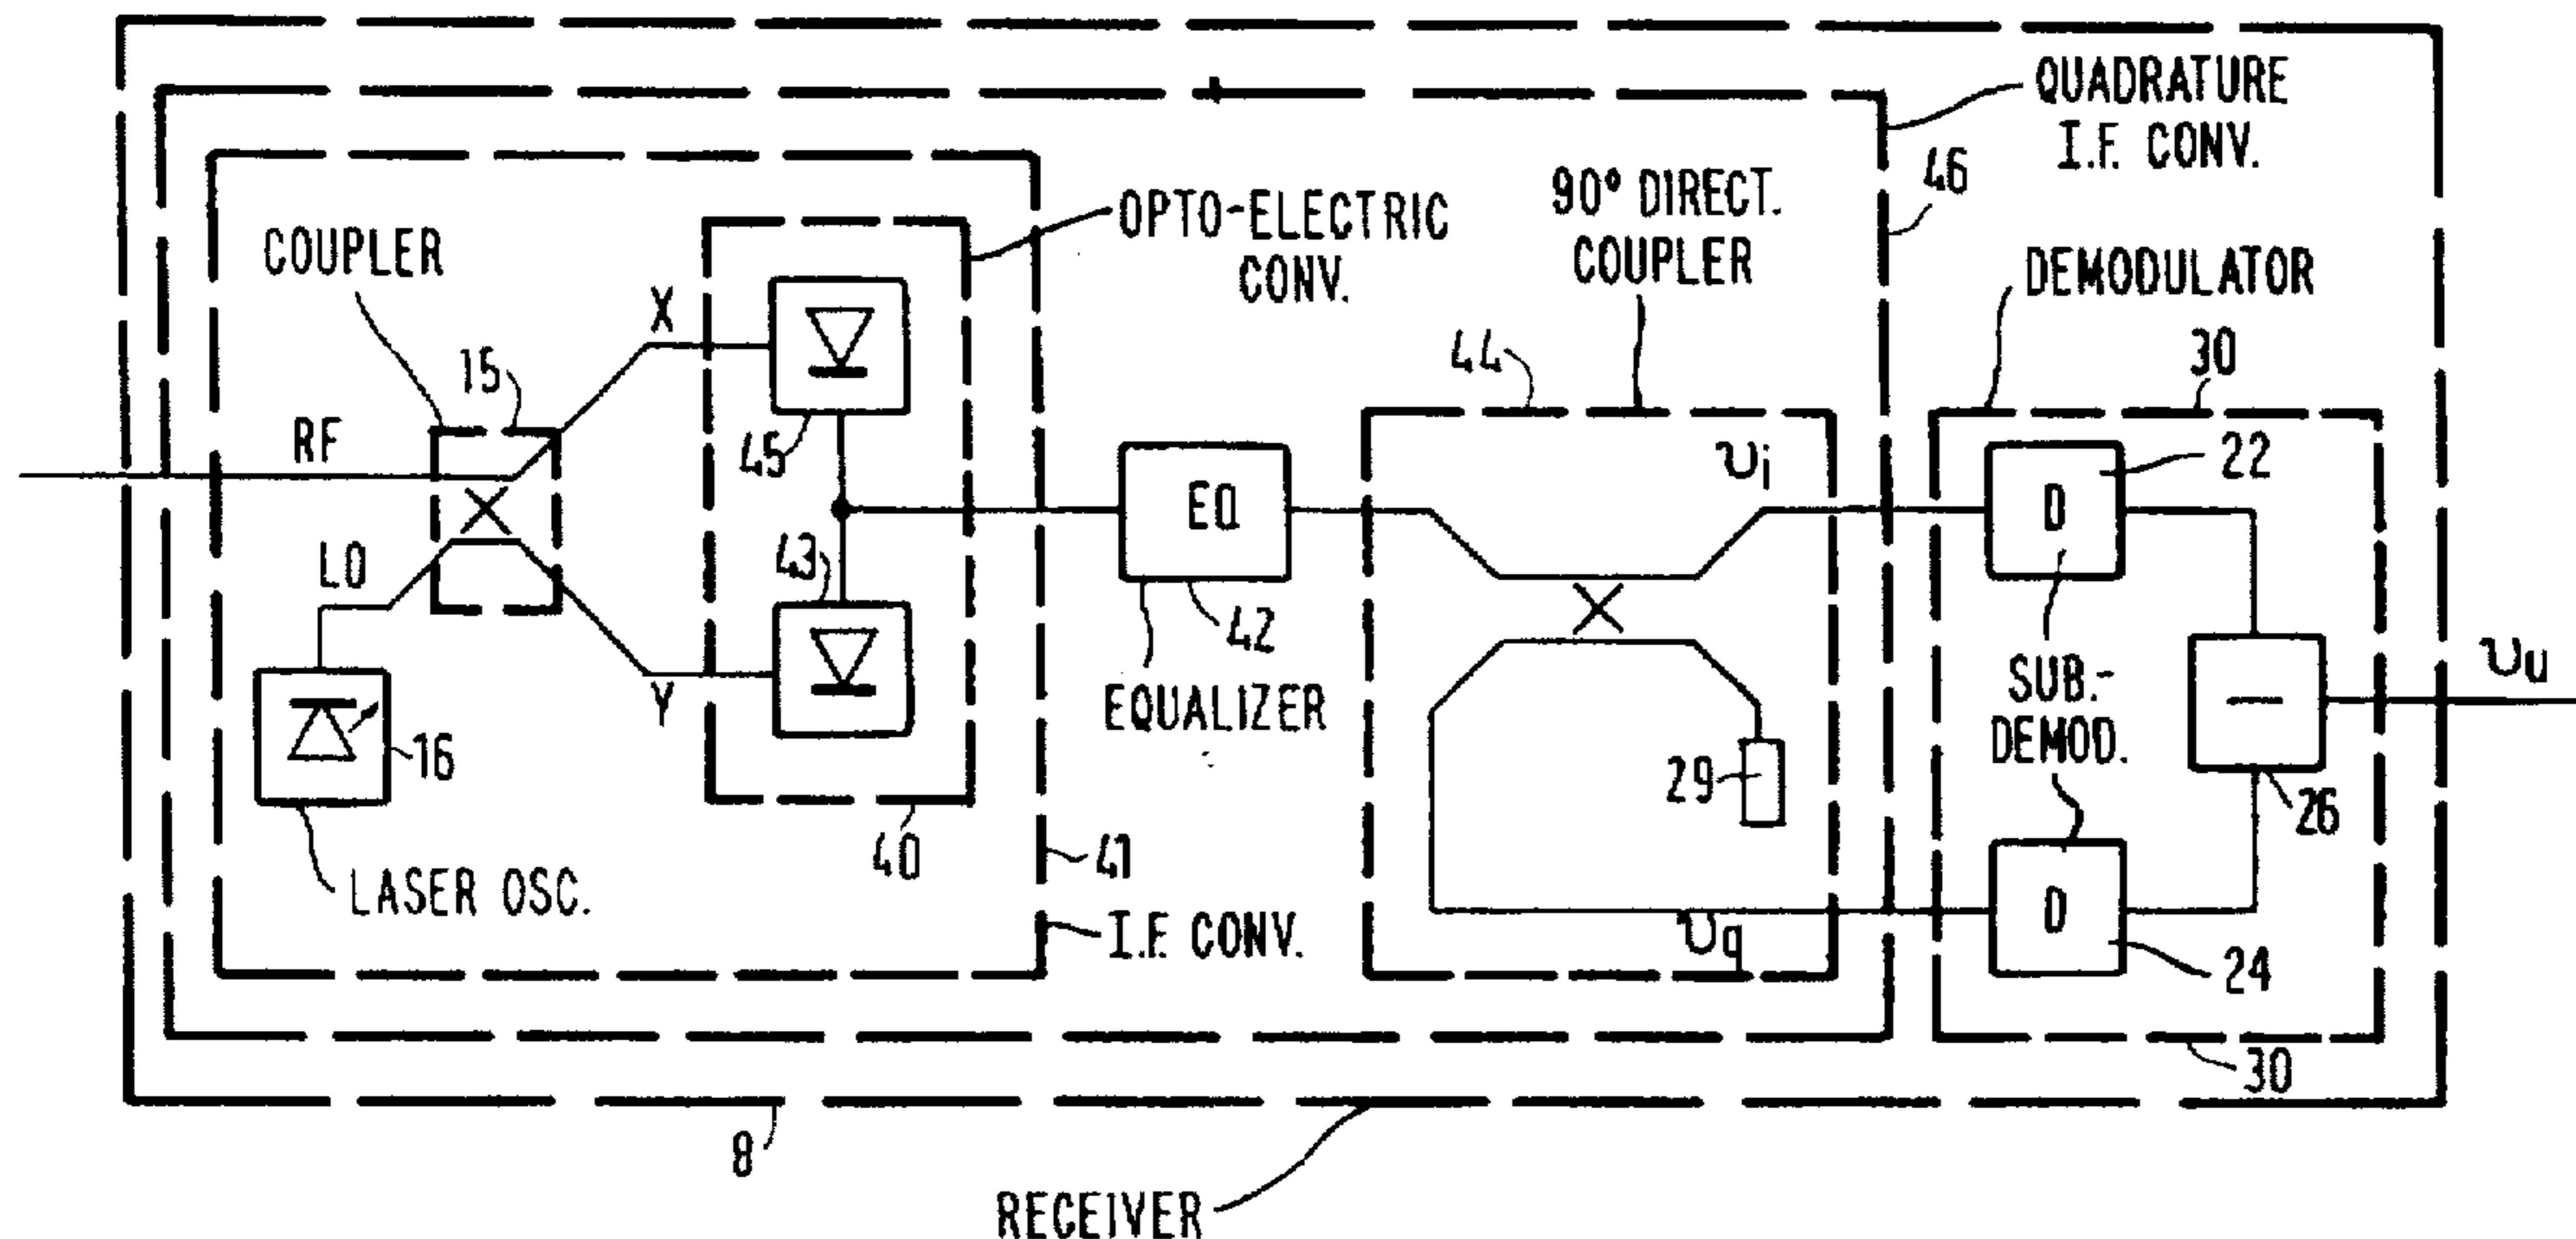 QUADRATURE
I.F. CONV.
46
90° DIRECT.
COUPLER
OPTO-ELECTRIC
CONV.
COUPLER
DEMODULATOR
X
15
44
30
RF
45
υi
22
EQ
D
LO
43
42
SUB.-
DEMOD.
υu
EQUALIZER
Y
—
16
29
26
40
41
LASER OSC.
I.F. CONV.
υq
D
24
30
8
RECEIVER